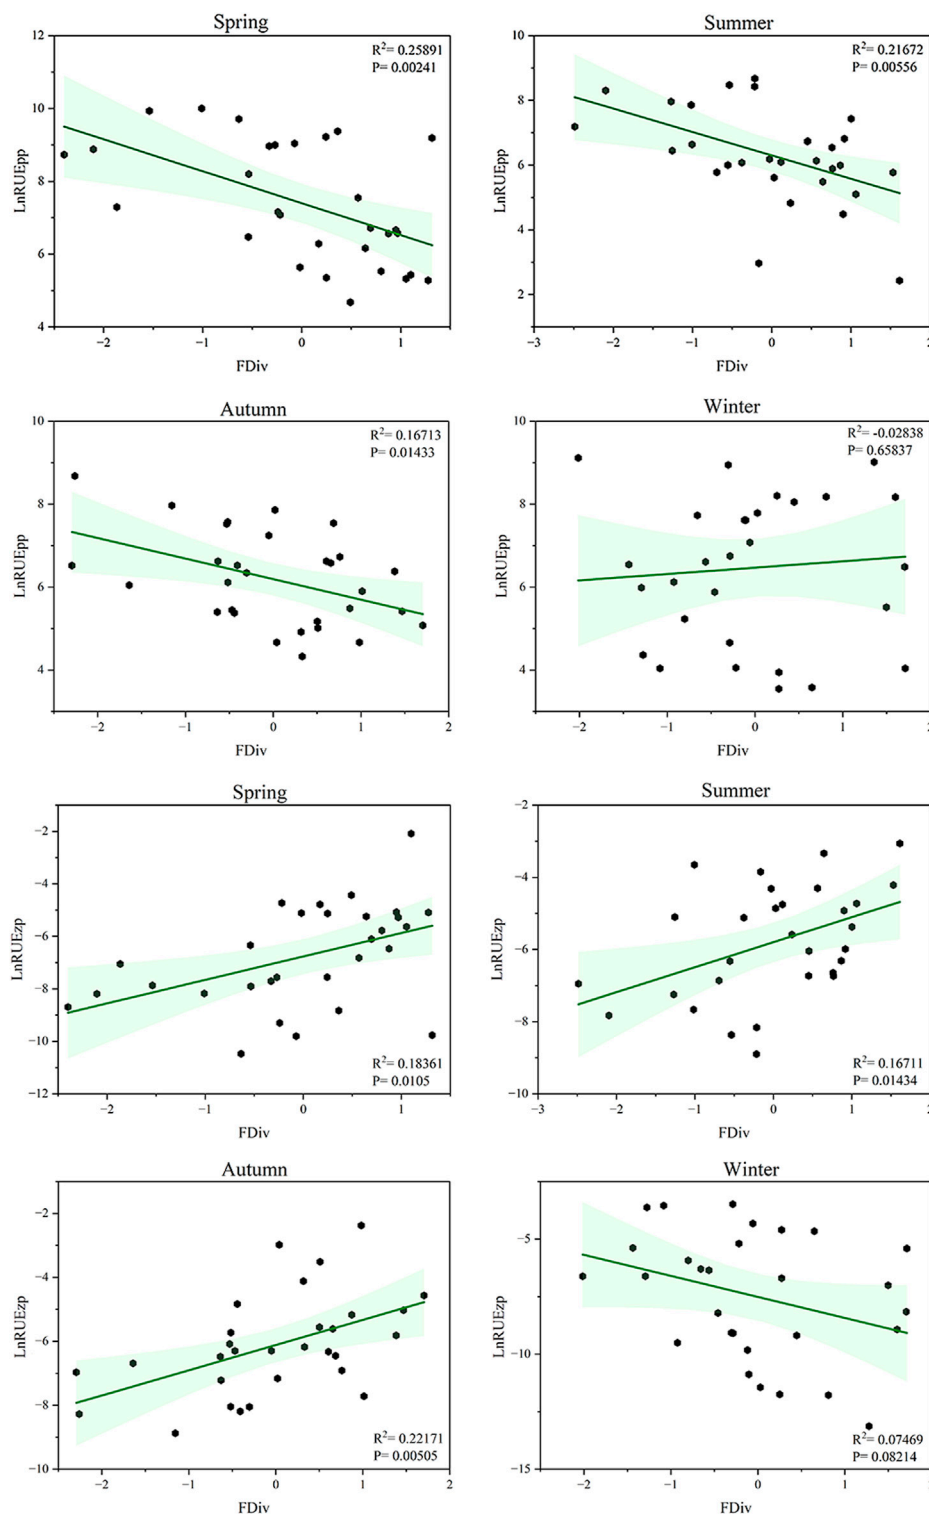 Spring
R²= 0.25891
P= 0.00241
12
10
8
6
4
LnRUEpp
−2
−1
0
1
FDiv
Summer
R²= 0.21672
P= 0.00556
10
8
6
4
2
LnRUEpp
−3
−2
−1
0
1
2
FDiv
Autumn
R²= 0.16713
P= 0.01433
10
8
6
4
LnRUEpp
−2
−1
0
1
2
FDiv
Winter
R²= -0.02838
P= 0.65837
10
8
6
4
LnRUEpp
−2
−1
0
1
2
FDiv
Spring
−2
−4
−6
−8
−10
−12
LnRUEzp
R²= 0.18361
P= 0.0105
−2
−1
0
1
FDiv
Summer
−2
−4
−6
−8
−10
LnRUEzp
R²= 0.16711
P= 0.01434
−3
−2
−1
0
1
2
FDiv
Autumn
−2
−4
−6
−8
−10
LnRUEzp
R²= 0.22171
P= 0.00505
−2
−1
0
1
2
FDiv
Winter
−5
−10
−15
LnRUEzp
R²= 0.07469
P= 0.08214
−2
−1
0
1
2
FDiv